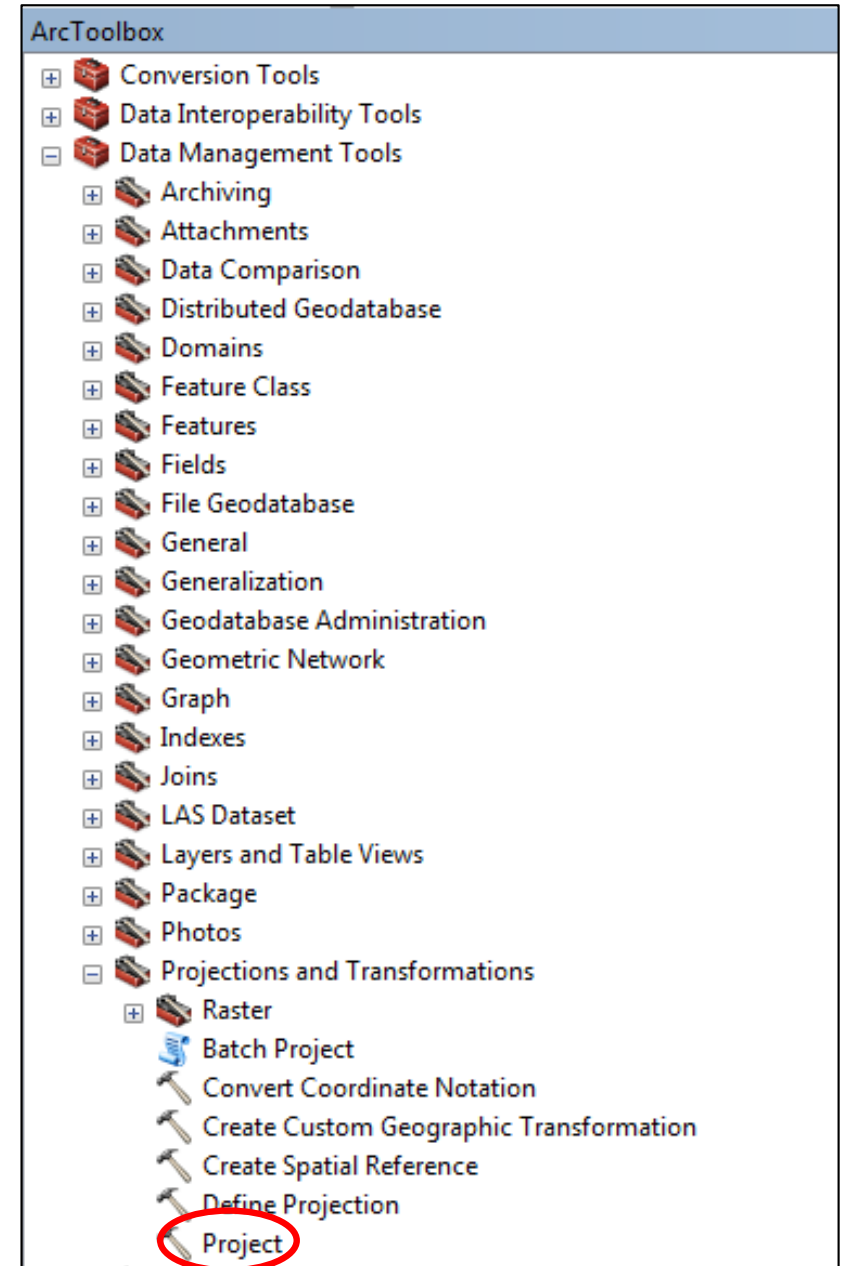 ArcToolbox
Conversion Tools
Data Interoperability Tools
Data Management Tools
Archiving
Attachments
Data Comparison
Distributed Geodatabase
Domains
Feature Class
Features
Fields
File Geodatabase
General
Generalization
Geodatabase Administration
Geometric Network
Graph
Indexes
Joins
LAS Dataset
Layers and Table Views
Package
Photos
Projections and Transformations
Raster
Batch Project
Convert Coordinate Notation
Create Custom Geographic Transformation
Create Spatial Reference
Define Projection
Project